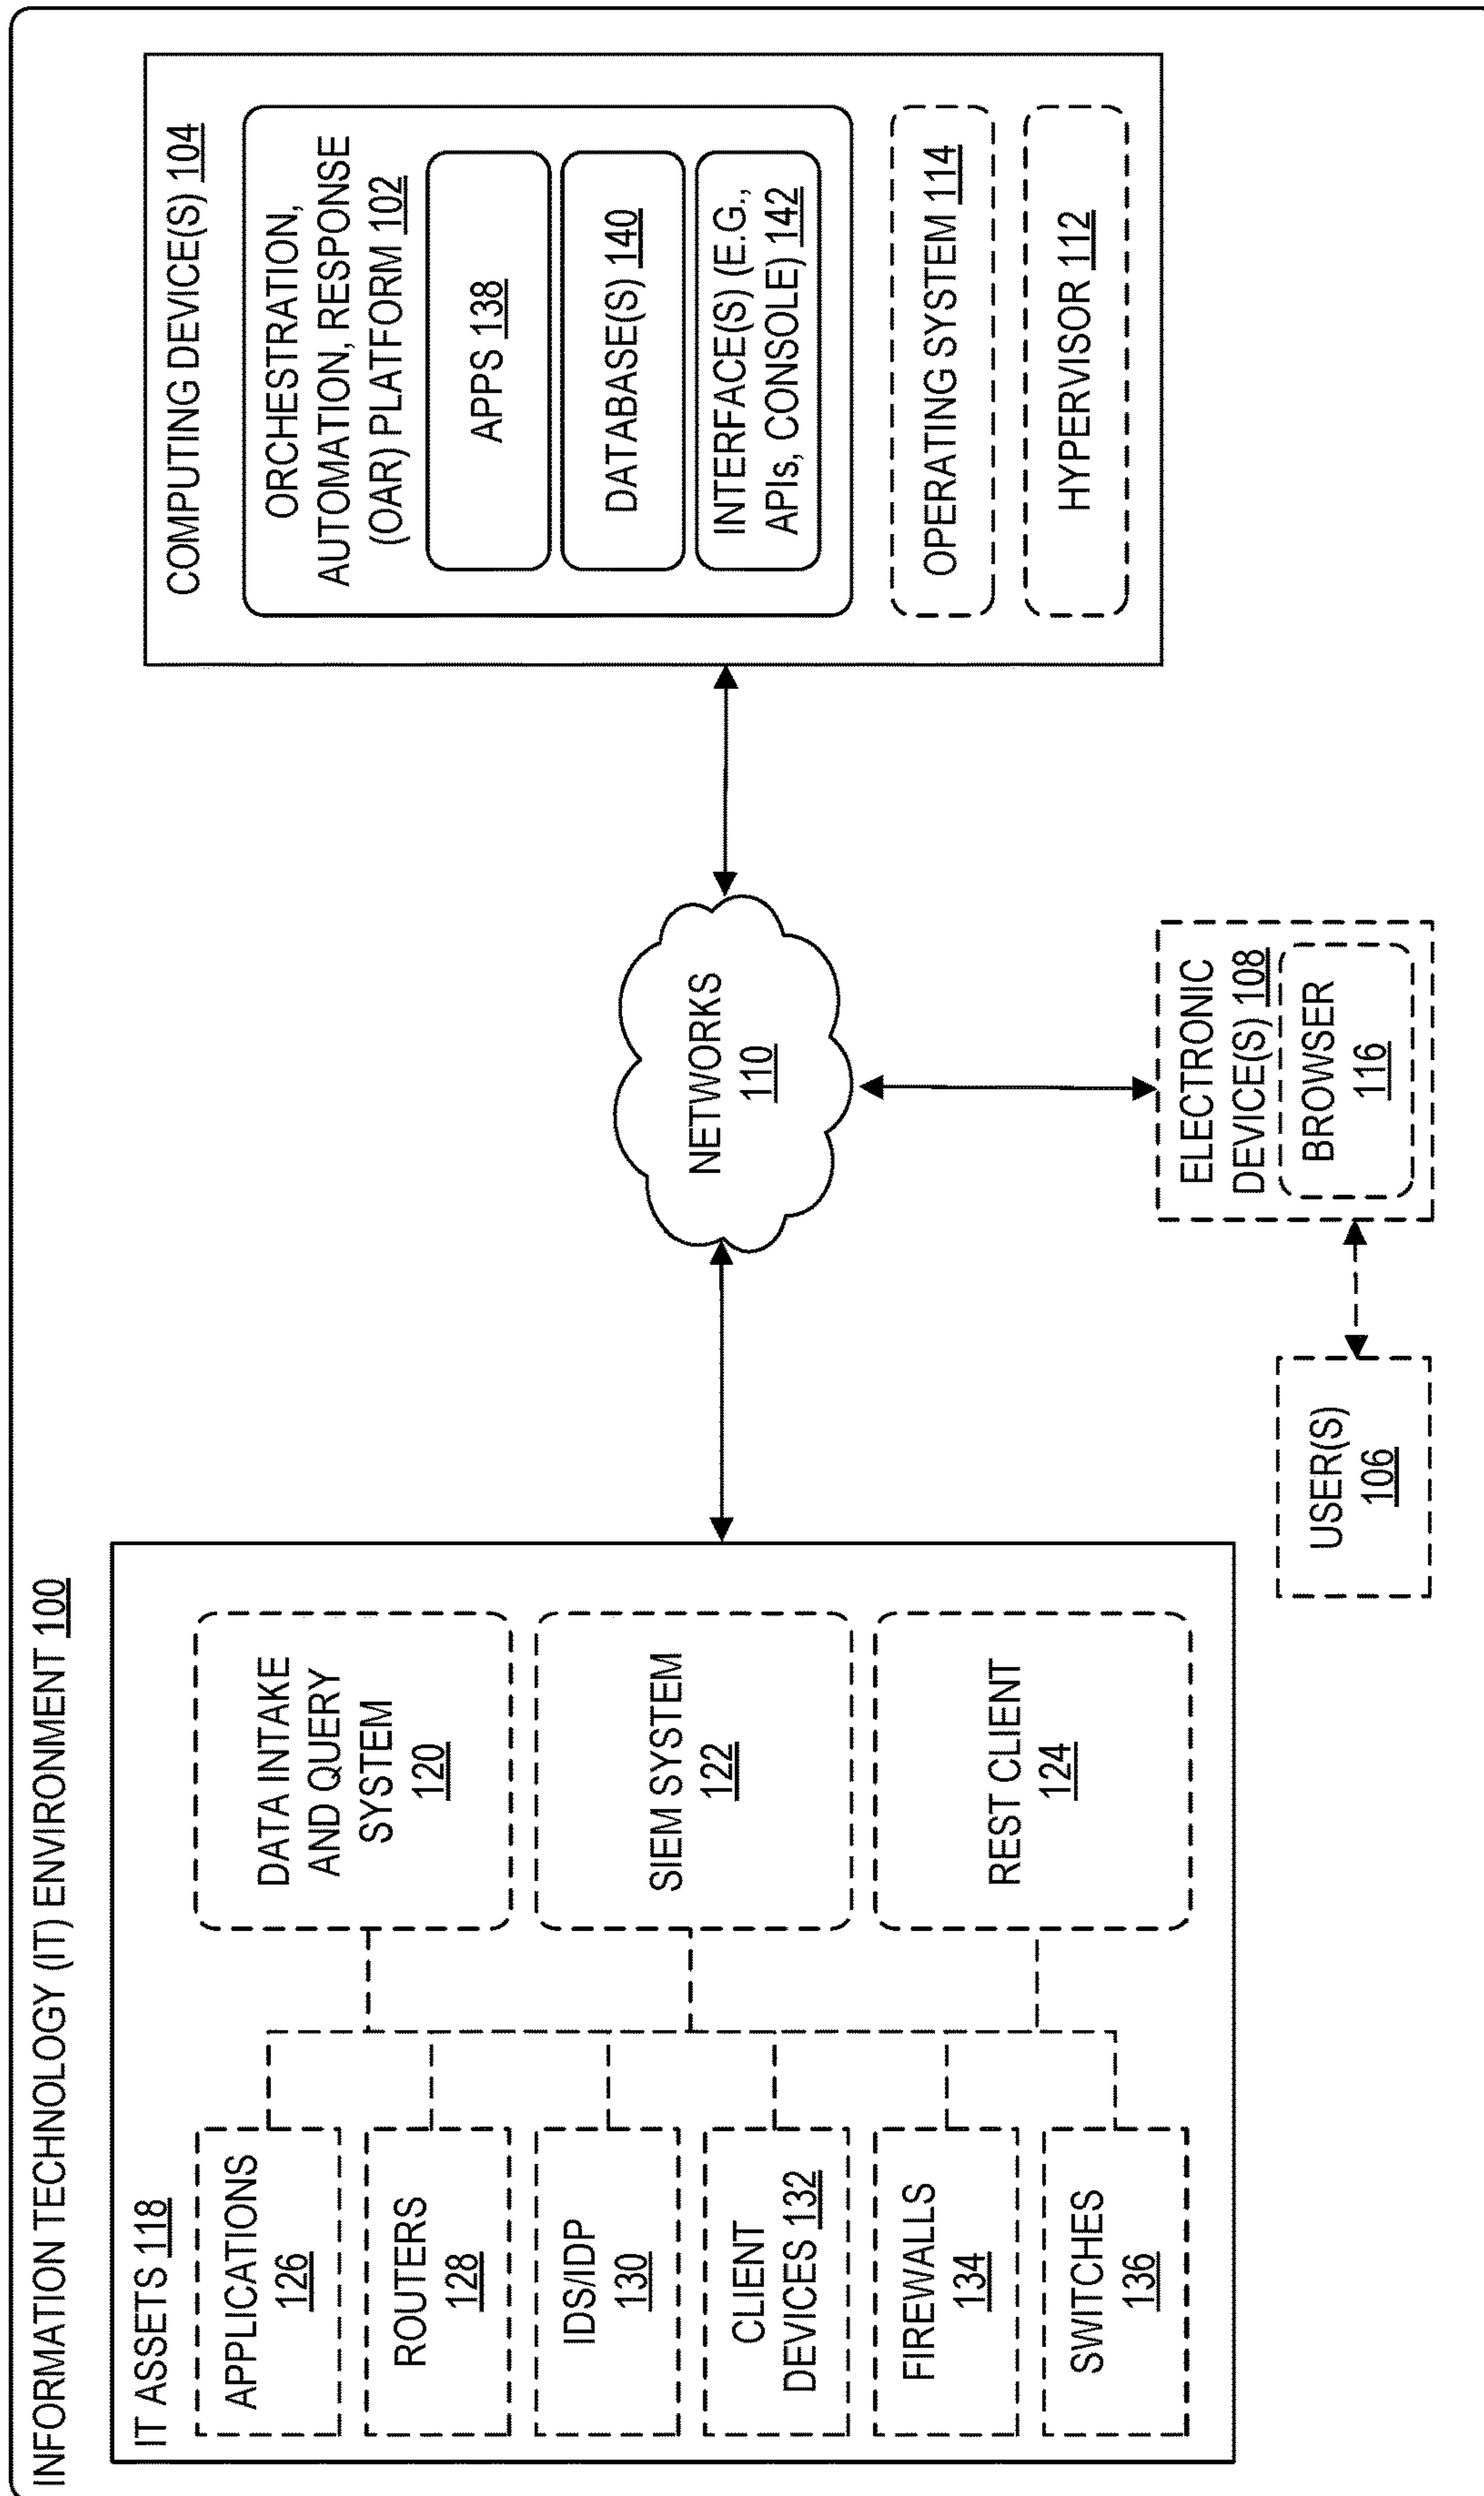 INFORMATION TECHNOLOGY (IT) ENVIRONMENT 100
IT ASSETS 118
APPLICATIONS
126
ROUTERS
128
IDS/IDP
130
CLIENT
DEVICES 132
FIREWALLS
134
SWITCHES
136
DATA INTAKE
AND QUERY
SYSTEM
120
SIEM SYSTEM
122
REST CLIENT
124
NETWORKS
110
USER(S)
106
ELECTRONIC
DEVICE(S) 108
BROWSER
116
COMPUTING DEVICE(S) 104
ORCHESTRATION,
AUTOMATION, RESPONSE
(OAR) PLATFORM 102
APPS 138
DATABASE(S) 140
INTERFACE(S) (E.G.,
APIs, CONSOLE) 142
OPERATING SYSTEM 114
HYPERVISOR 112